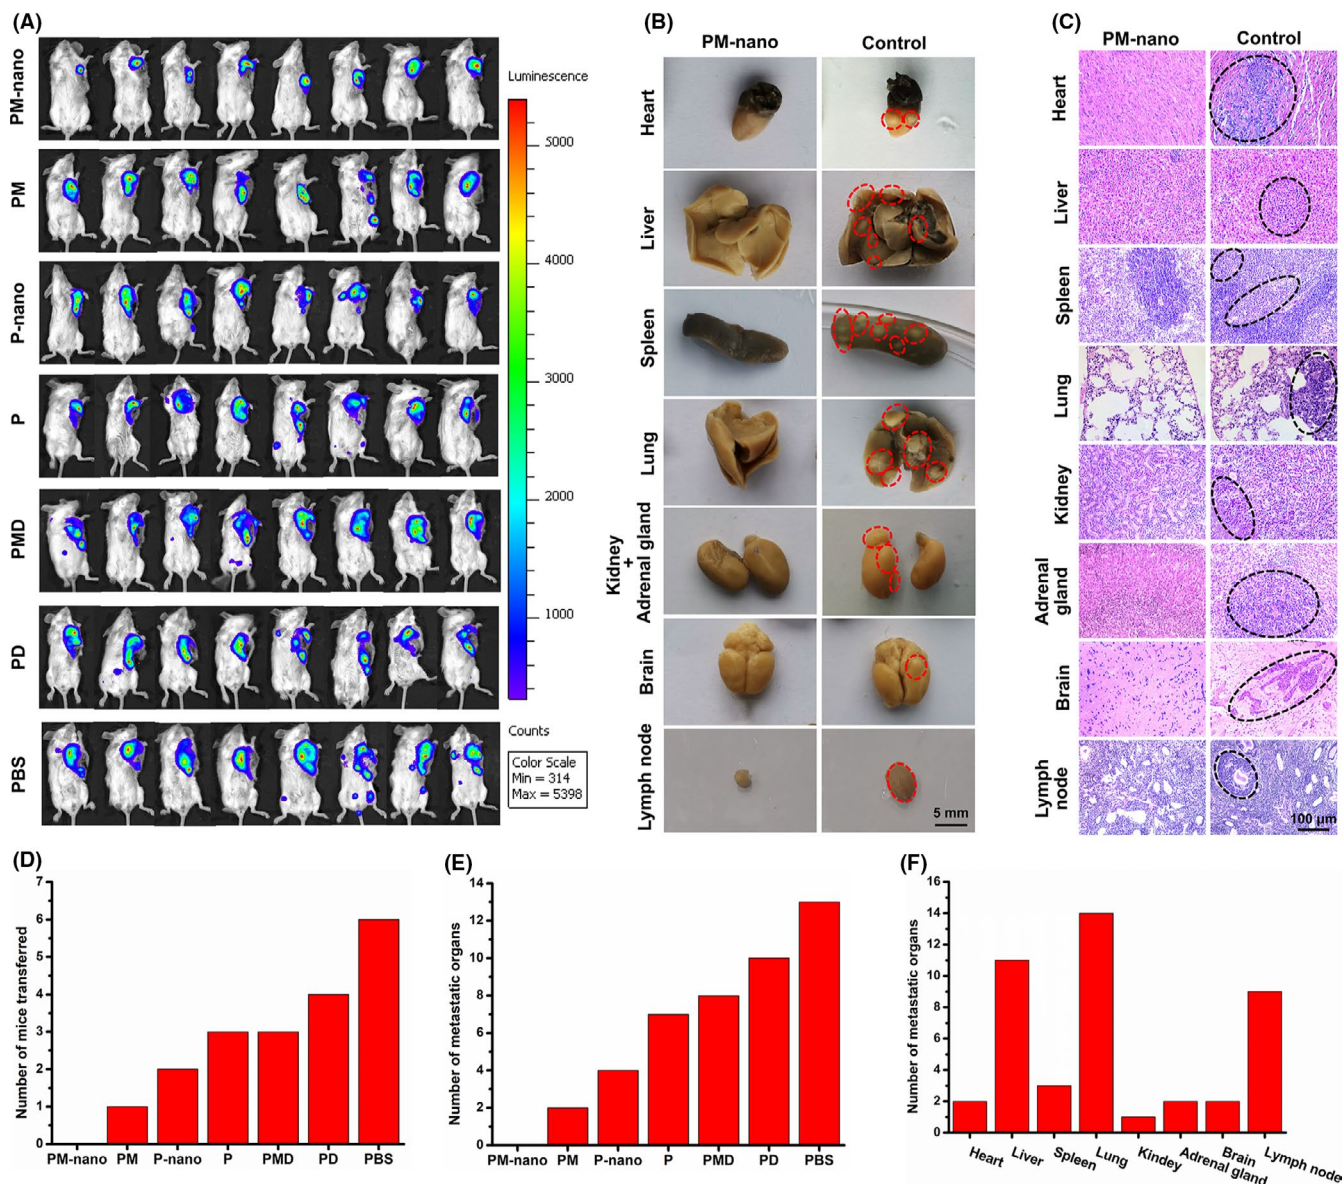 (A)
PM-nano
PM
P-nano
P
PMD
PD
PBS
Luminescence
5000
4000
3000
2000
1000
Counts
Color Scale
Min = 314
Max = 5398
(B)
PM-nano Control
Heart
Liver
Spleen
Lung
Kidney
+
Adrenal gland
Brain
Lymph node
5 mm
(C)
PM-nano Control
Heart
Liver
Spleen
Lung
Kidney
Adrenal
gland
Brain
Lymph
node
100 µm
(D)
Number of mice transferred
7
6
5
4
3
2
1
0
PM-nano PM P-nano P PMD PD PBS
(E)
Number of metastatic organs
14
12
10
8
6
4
2
0
PM-nano PM P-nano P PMD PD PBS
(F)
Number of metastatic organs
16
14
12
10
8
6
4
2
0
Heart Liver Spleen Lung Kindey Adrenal gland Brain Lymph node